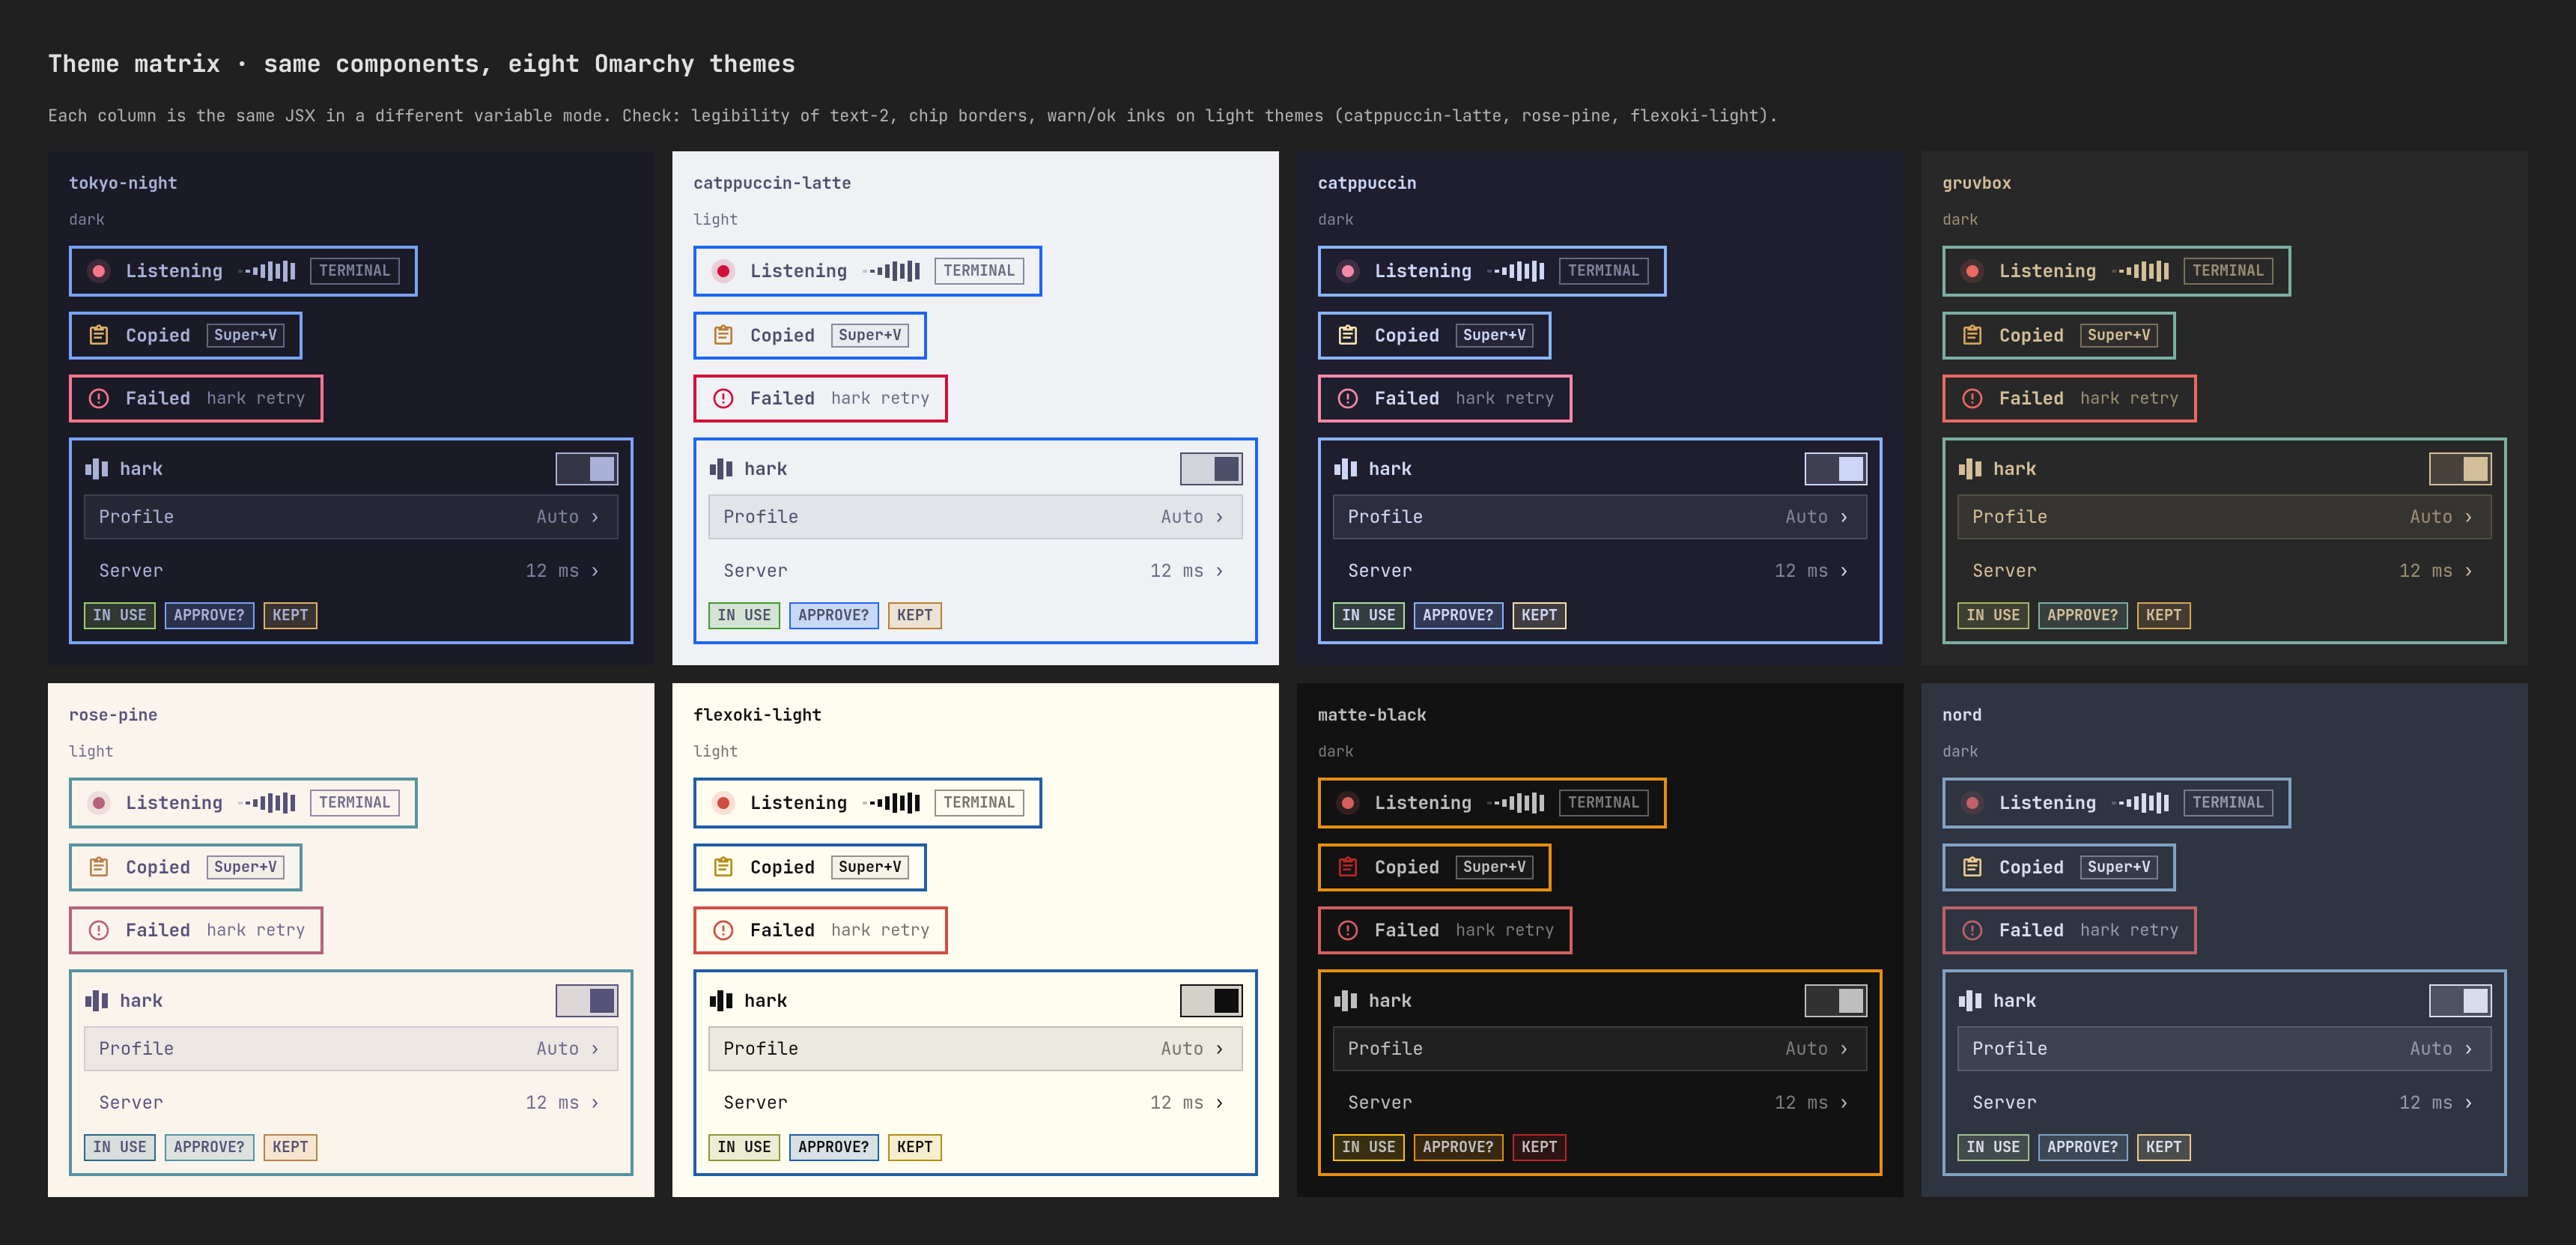 Theme matrix · same components, eight Omarchy themes
Each column is the same JSX in a different variable mode. Check: legibility of text-2, chip borders, warn/ok inks on light themes (catppuccin-latte, rose-pine, flexoki-light).
tokyo-night
dark
Listening TERMINAL
Copied Super+V
Failed hark retry
hark
Profile Auto ›
Server 12 ms ›
IN USE APPROVE? KEPT
catppuccin-latte
light
Listening TERMINAL
Copied Super+V
Failed hark retry
hark
Profile Auto ›
Server 12 ms ›
IN USE APPROVE? KEPT
catppuccin
dark
Listening TERMINAL
Copied Super+V
Failed hark retry
hark
Profile Auto ›
Server 12 ms ›
IN USE APPROVE? KEPT
gruvbox
dark
Listening TERMINAL
Copied Super+V
Failed hark retry
hark
Profile Auto ›
Server 12 ms ›
IN USE APPROVE? KEPT
rose-pine
light
Listening TERMINAL
Copied Super+V
Failed hark retry
hark
Profile Auto ›
Server 12 ms ›
IN USE APPROVE? KEPT
flexoki-light
light
Listening TERMINAL
Copied Super+V
Failed hark retry
hark
Profile Auto ›
Server 12 ms ›
IN USE APPROVE? KEPT
matte-black
dark
Listening TERMINAL
Copied Super+V
Failed hark retry
hark
Profile Auto ›
Server 12 ms ›
IN USE APPROVE? KEPT
nord
dark
Listening TERMINAL
Copied Super+V
Failed hark retry
hark
Profile Auto ›
Server 12 ms ›
IN USE APPROVE? KEPT